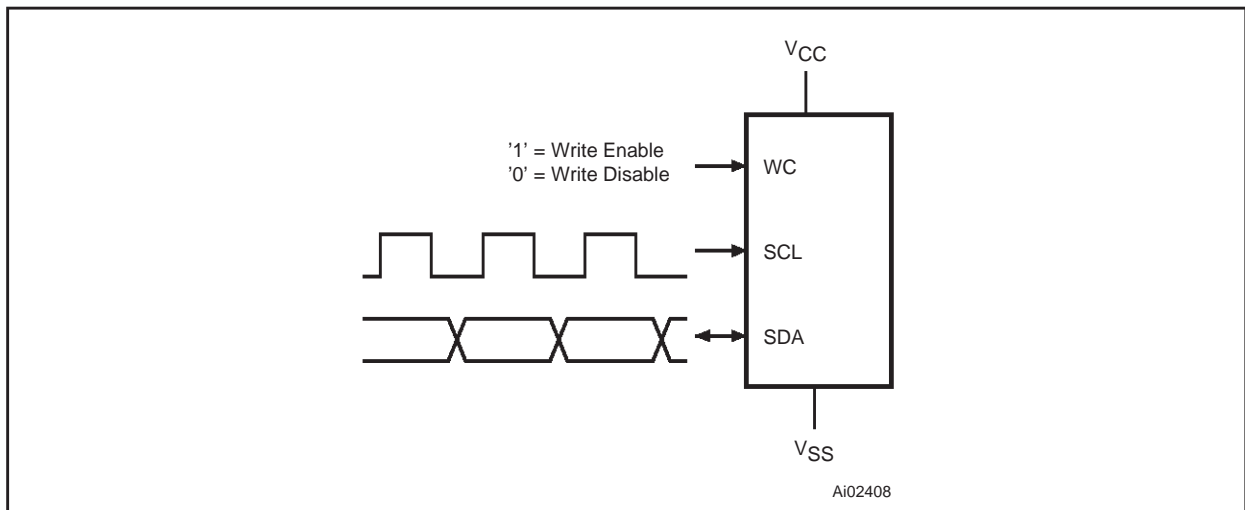 VCC
’1’ = Write Enable
’0’ = Write Disable
WC
SCL
SDA
VSS
Ai02408